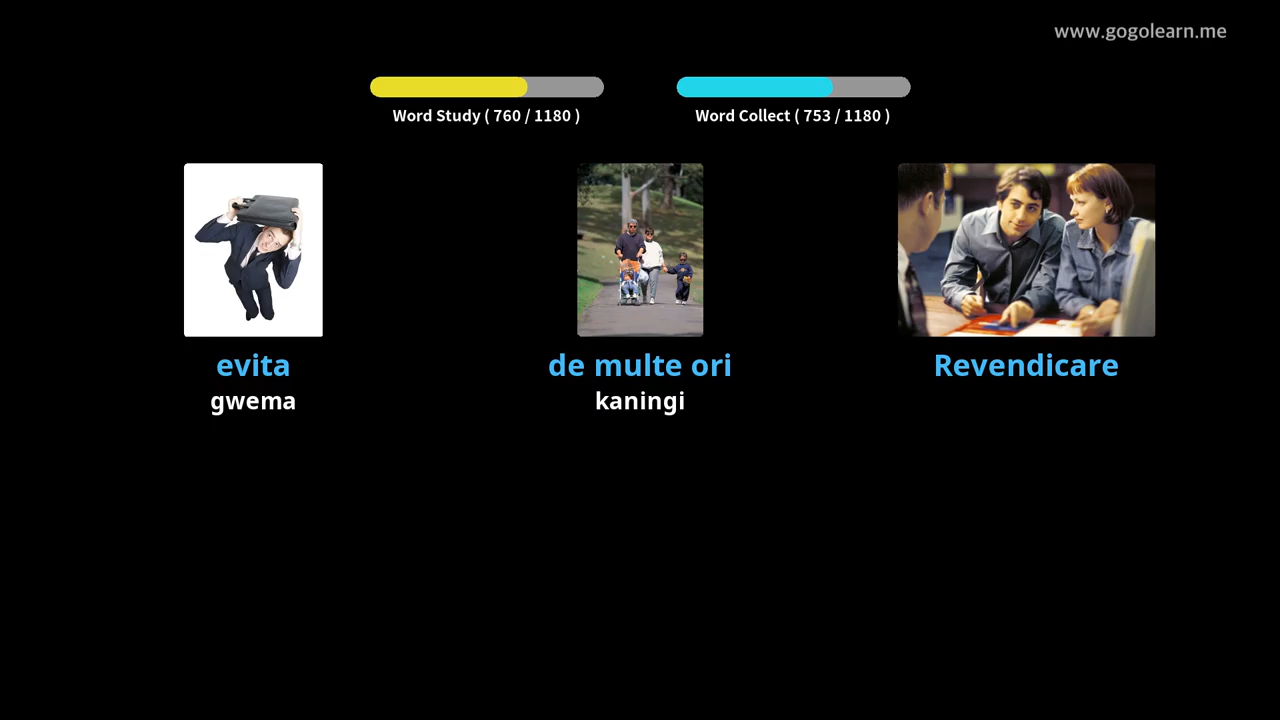 www.gogolearn.me
Word Study ( 760 / 1180 )
Word Collect ( 753 / 1180 )
evita
gwema
de multe ori
kaningi
Revendicare